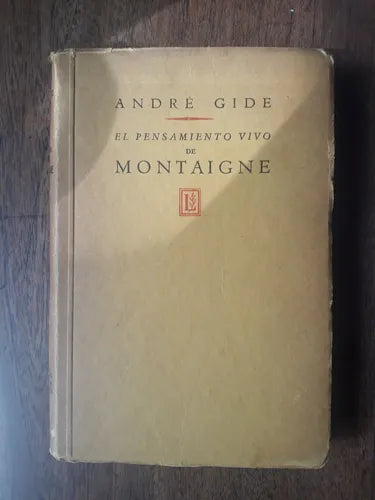 ANDRÉ GIDE
EL PENSAMIENTO VIVO
DE
MONTAIGNE
L